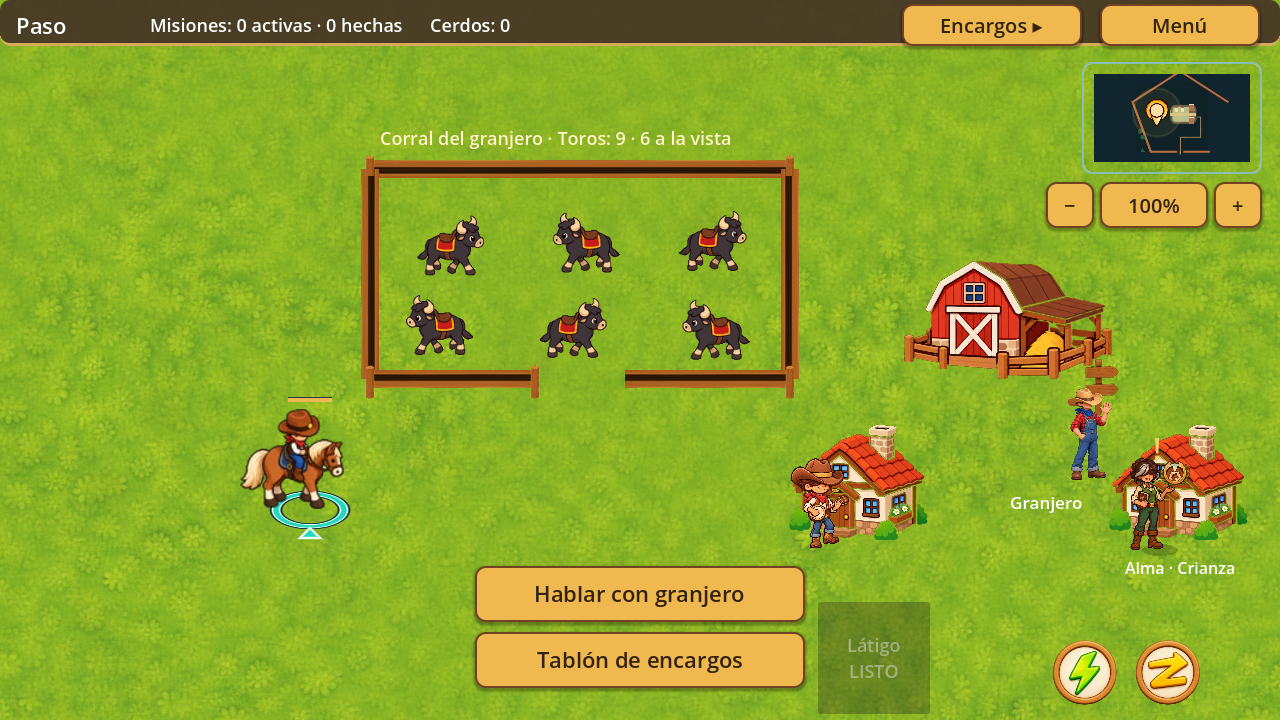 Paso
Misiones: 0 activas · 0 hechas
Cerdos: 0
Encargos ▸
Menú
Corral del granjero · Toros: 9 · 6 a la vista
−
100%
+
Granjero
Alma · Crianza
Hablar con granjero
Tablón de encargos
Látigo
LISTO